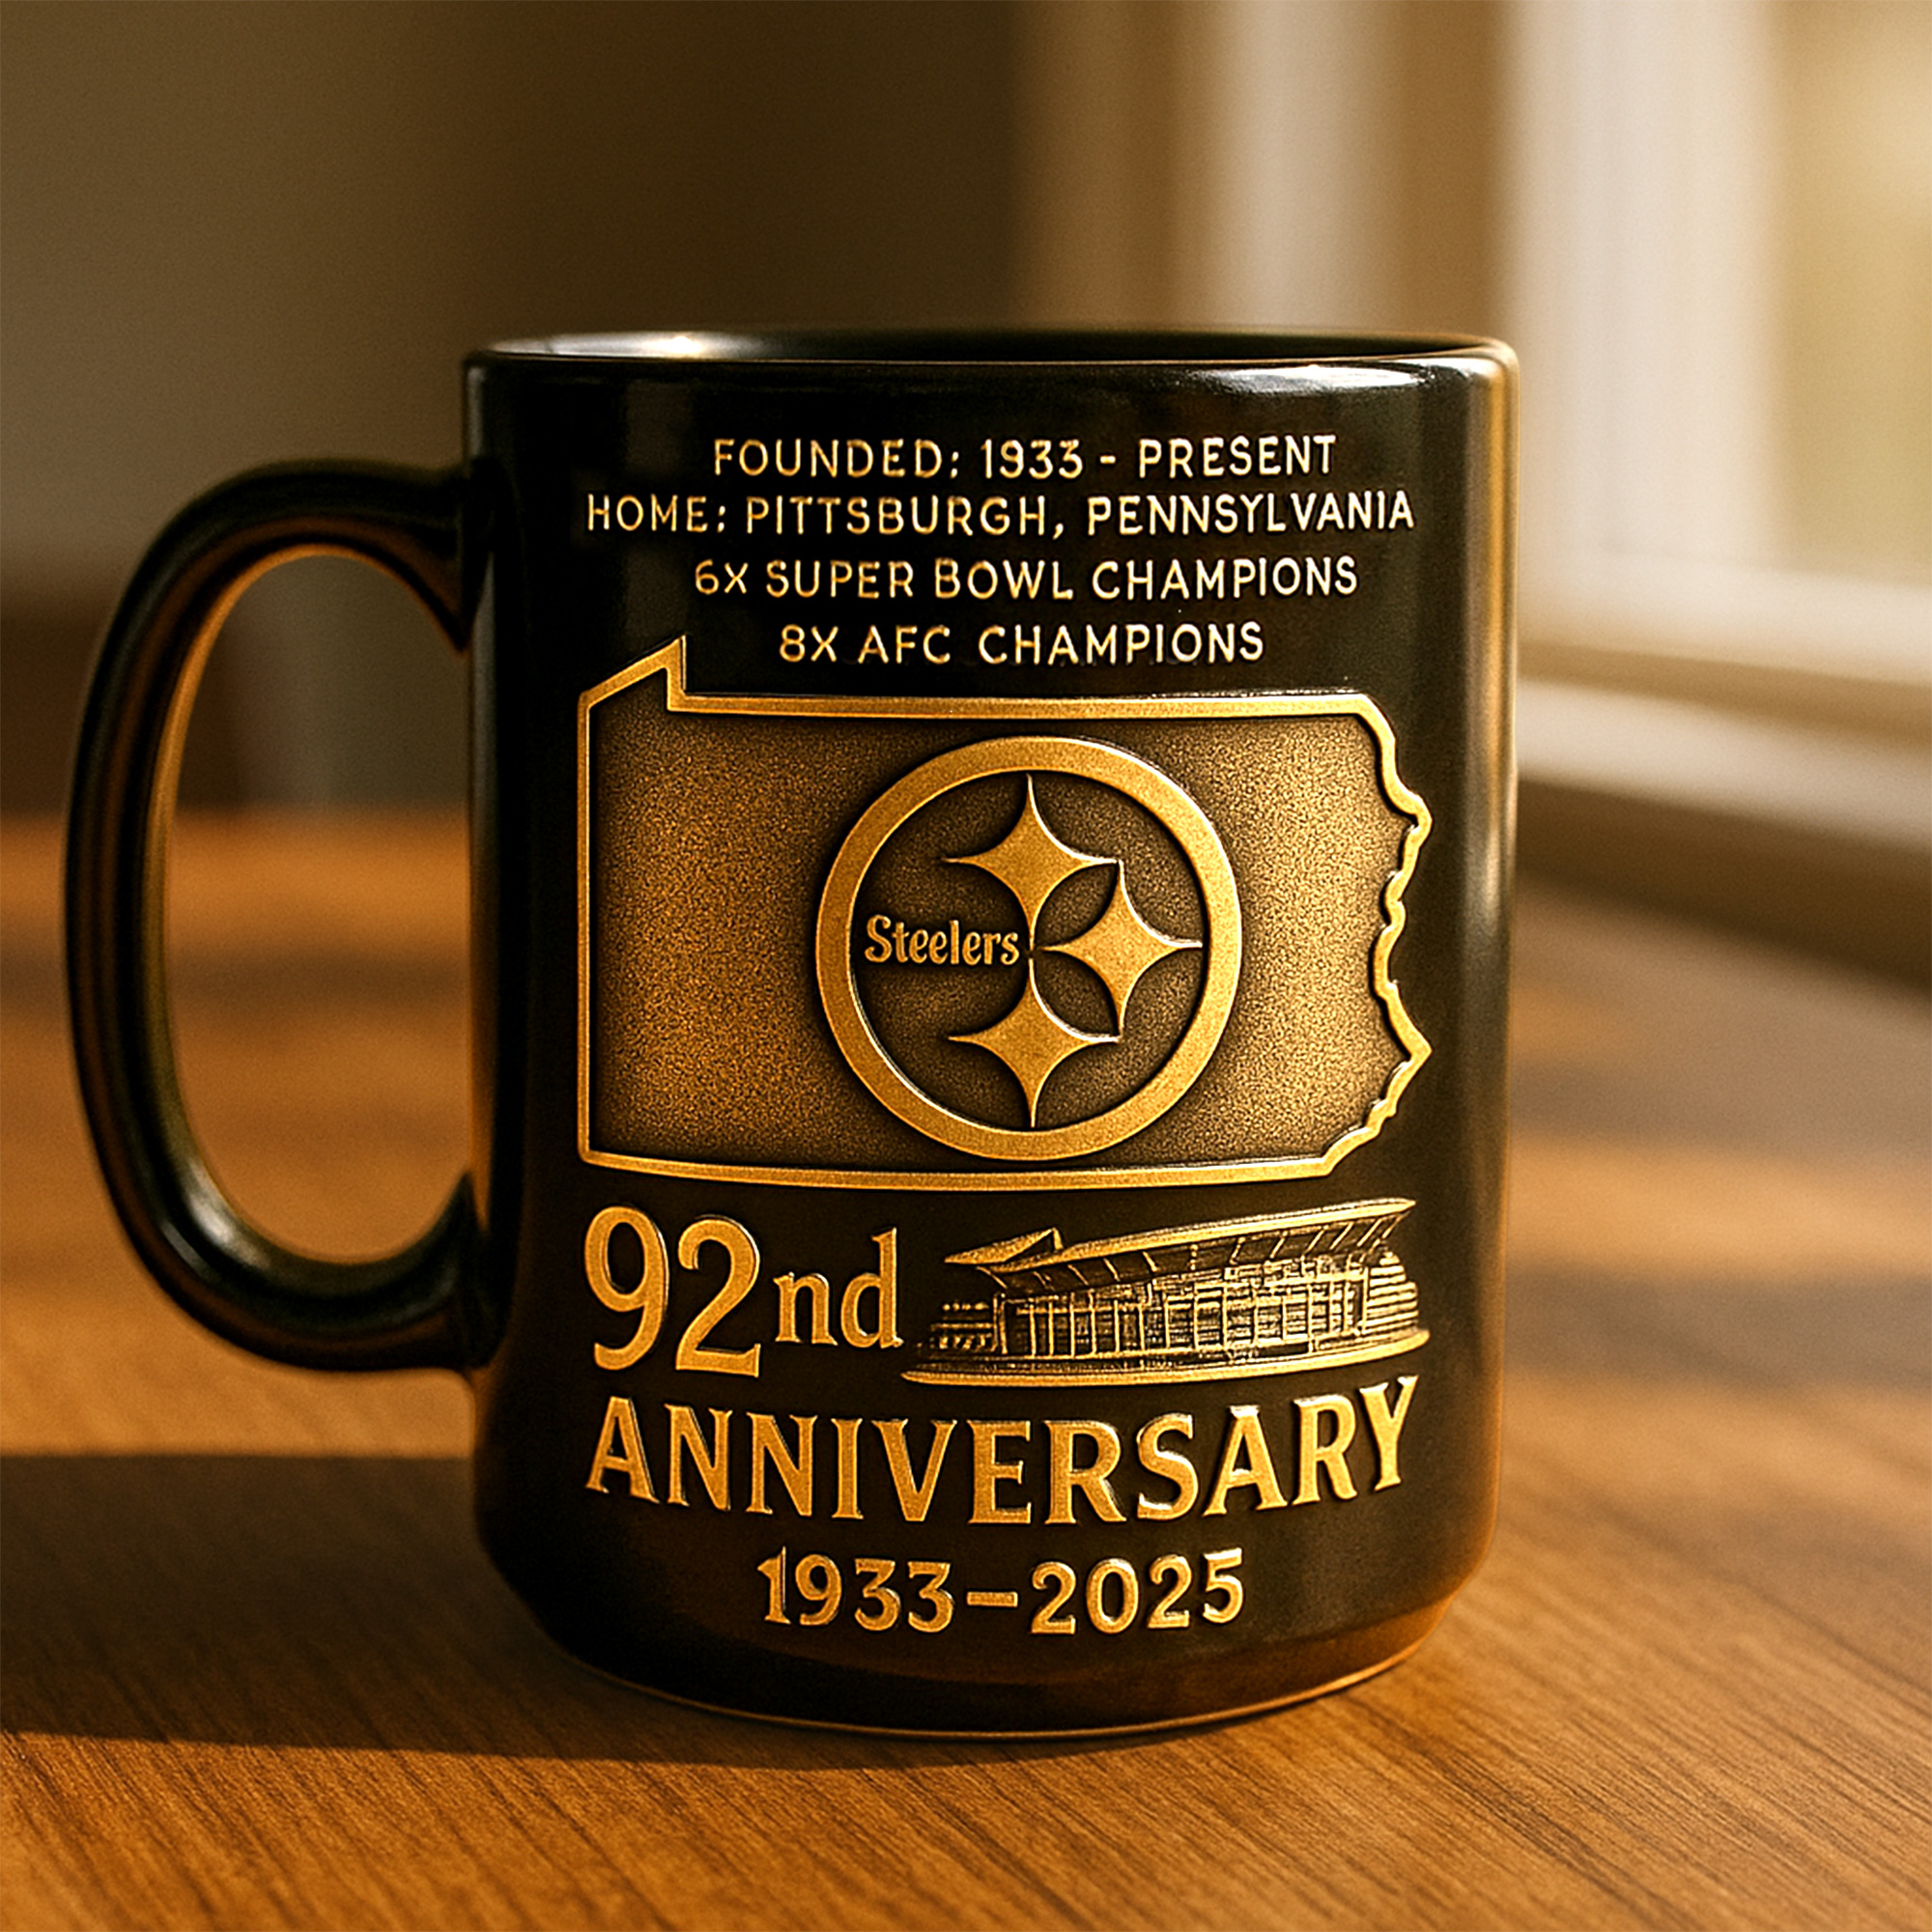 FOUNDED: 1933 - PRESENT
HOME: PITTSBURGH, PENNSYLVANIA
6X SUPER BOWL CHAMPIONS
8X AFC CHAMPIONS
Steelers
92nd
ANNIVERSARY
1933–2025